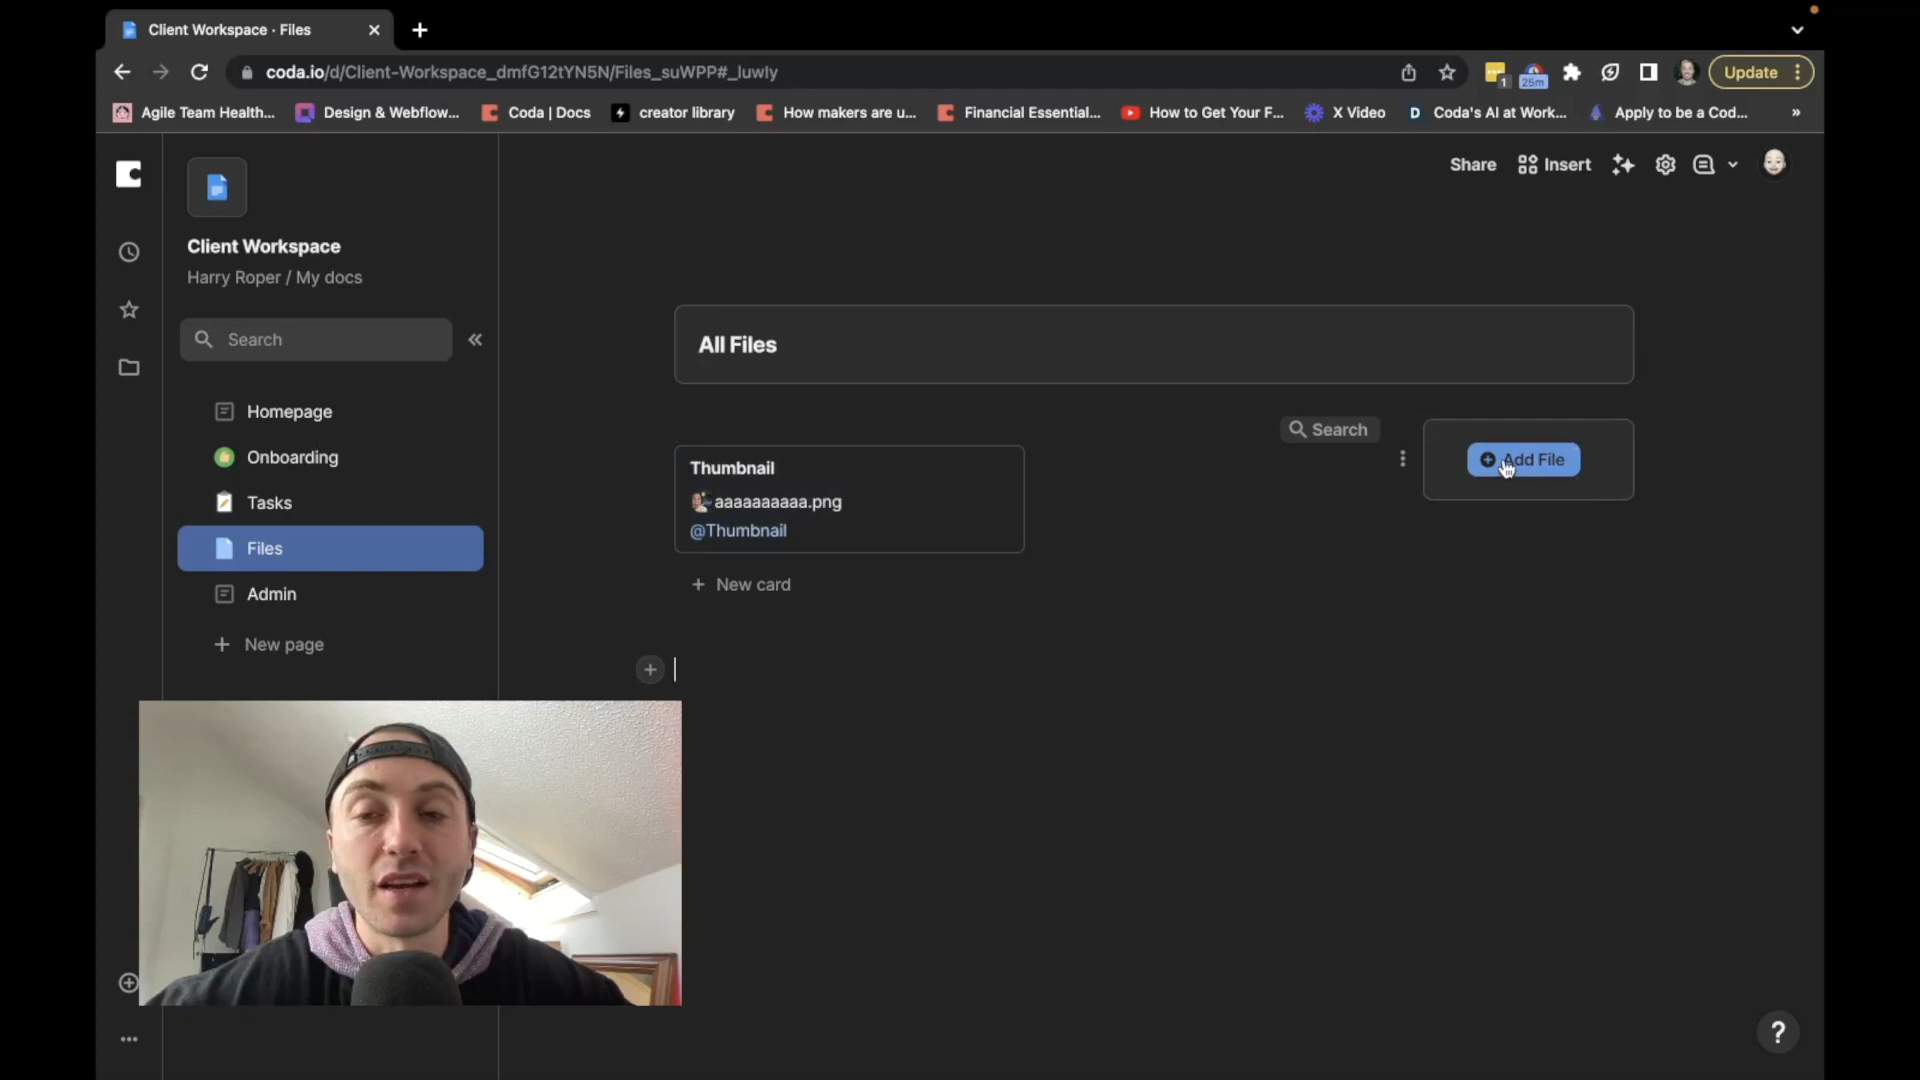 Client Workspace · Files
coda.io/d/Client-Workspace_dmfG12tYN5N/Files_suWPP#_luwly
1
25m
Update
Agile Team Health...
Design & Webflow...
Coda | Docs
creator library
How makers are u...
Financial Essential...
How to Get Your F...
X Video
Coda's AI at Work...
Apply to be a Cod...
»
Share
Insert
Client Workspace
Harry Roper / My docs
Search
Homepage
Onboarding
Tasks
Files
Admin
New page
All Files
Search
Add File
Thumbnail
aaaaaaaaaa.png
@Thumbnail
+ New card
?